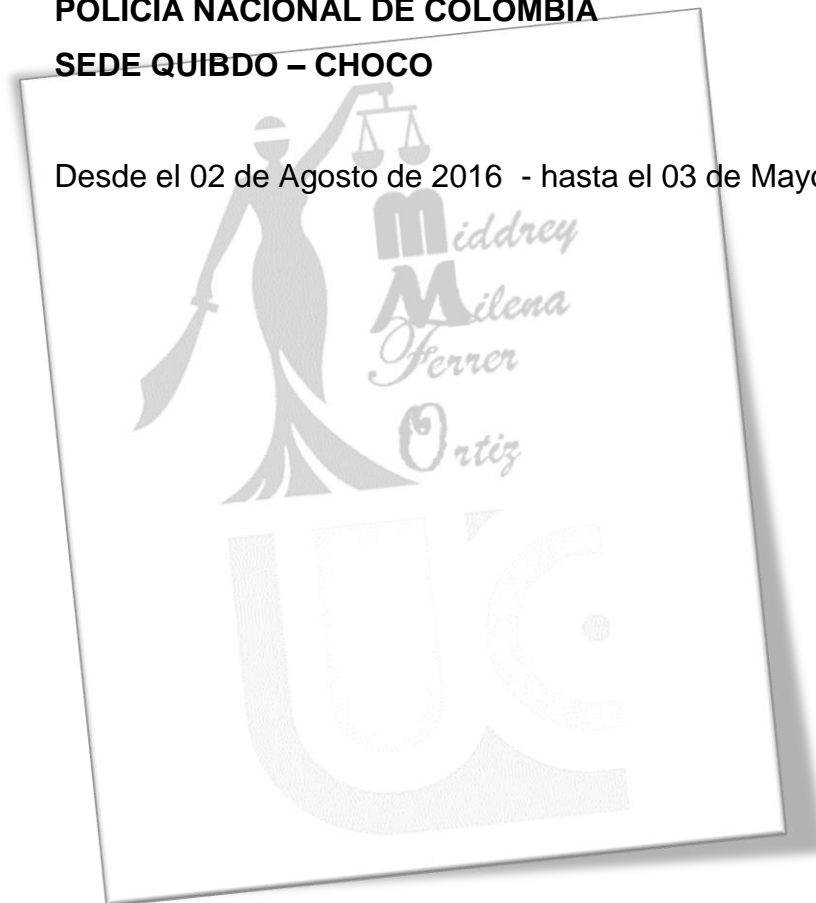 POLICIA NACIONAL DE COLOMBIA
SEDE QUIBDO – CHOCO
Desde el 02 de Agosto de 2016 - hasta el 03 de Mayo
Middrey
Milena
Ferrer
Ortiz
UC